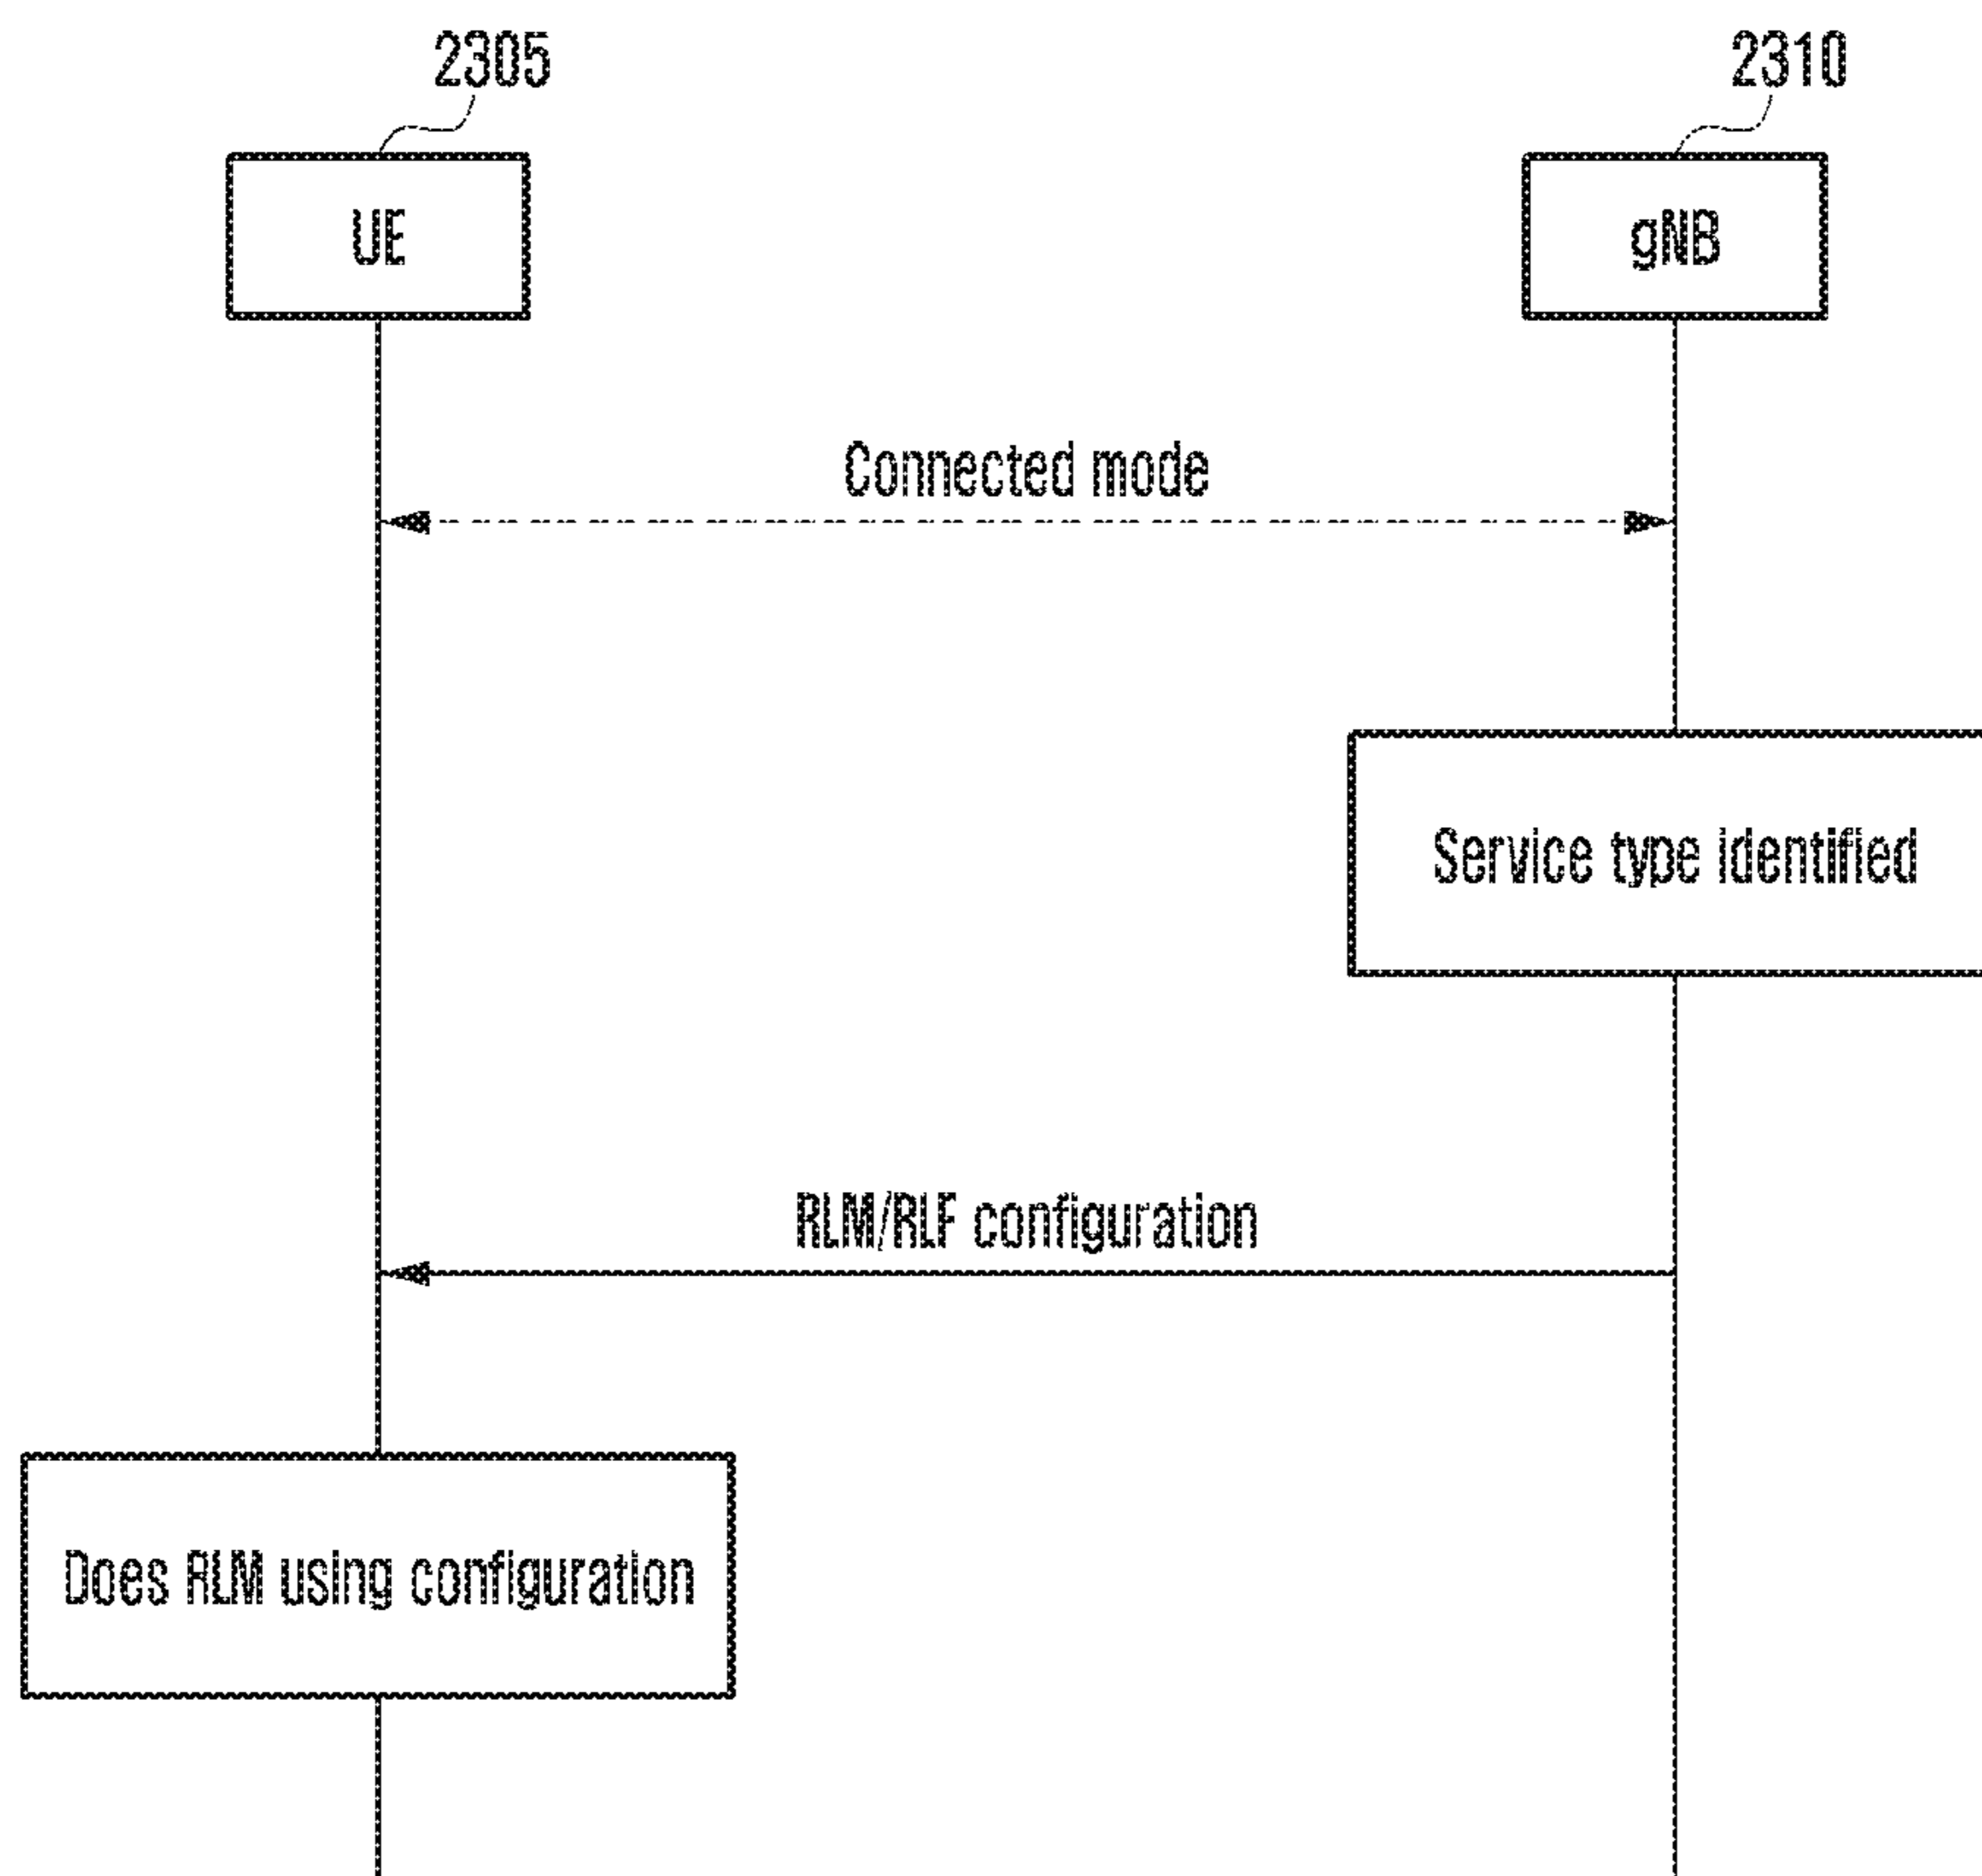 2305
2310
UE
gNB
Connected mode
Service type identified
RLM/RLF configuration
Does RLM using configuration